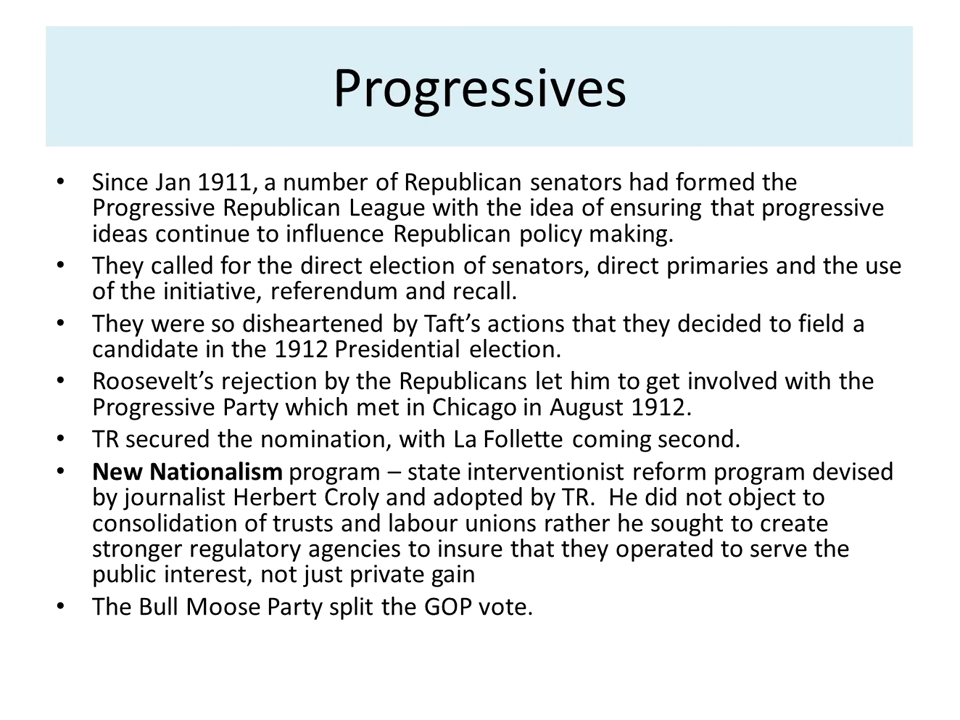 Progressives
• Since Jan 1911, a number of Republican senators had formed the
Progressive Republican League with the idea of ensuring that progressive
ideas continue to influence Republican policy making.
• They called for the direct election of senators, direct primaries and the use
of the initiative, referendum and recall.
• They were so disheartened by Taft’s actions that they decided to field a
candidate in the 1912 Presidential election.
• Roosevelt’s rejection by the Republicans let him to get involved with the
Progressive Party which met in Chicago in August 1912.
• TR secured the nomination, with La Follette coming second.
• New Nationalism program – state interventionist reform program devised
by journalist Herbert Croly and adopted by TR.  He did not object to
consolidation of trusts and labour unions rather he sought to create
stronger regulatory agencies to insure that they operated to serve the
public interest, not just private gain
• The Bull Moose Party split the GOP vote.